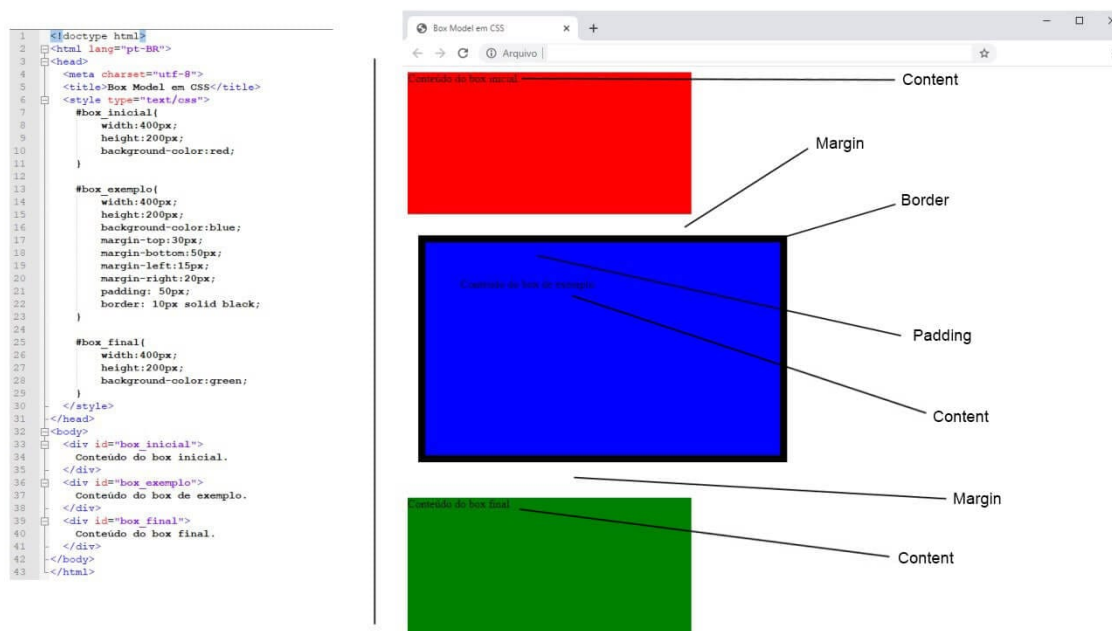 1 <!doctype html>
2 <html lang="pt-BR">
3 <head>
4 <meta charset="utf-8">
5 <title>Box Model em CSS</title>
6 <style type="text/css">
7 #box_inicial{
8 width:400px;
9 height:200px;
10 background-color:red;
11 }
12
13 #box_exemplo{
14 width:400px;
15 height:200px;
16 background-color:blue;
17 margin-top:30px;
18 margin-bottom:50px;
19 margin-left:15px;
20 margin-right:20px;
21 padding: 50px;
22 border: 10px solid black;
23 }
24
25 #box_final{
26 width:400px;
27 height:200px;
28 background-color:green;
29 }
30 </style>
31 </head>
32 <body>
33 <div id="box_inicial">
34 Conteúdo do box inicial.
35 </div>
36 <div id="box_exemplo">
37 Conteúdo do box de exemplo.
38 </div>
39 <div id="box_final">
40 Conteúdo do box final.
41 </div>
42 </body>
43 </html>
Box Model em CSS
Arquivo
Conteúdo do box inicial.
Content
Margin
Border
Conteúdo do box de exemplo.
Padding
Content
Margin
Conteúdo do box final.
Content